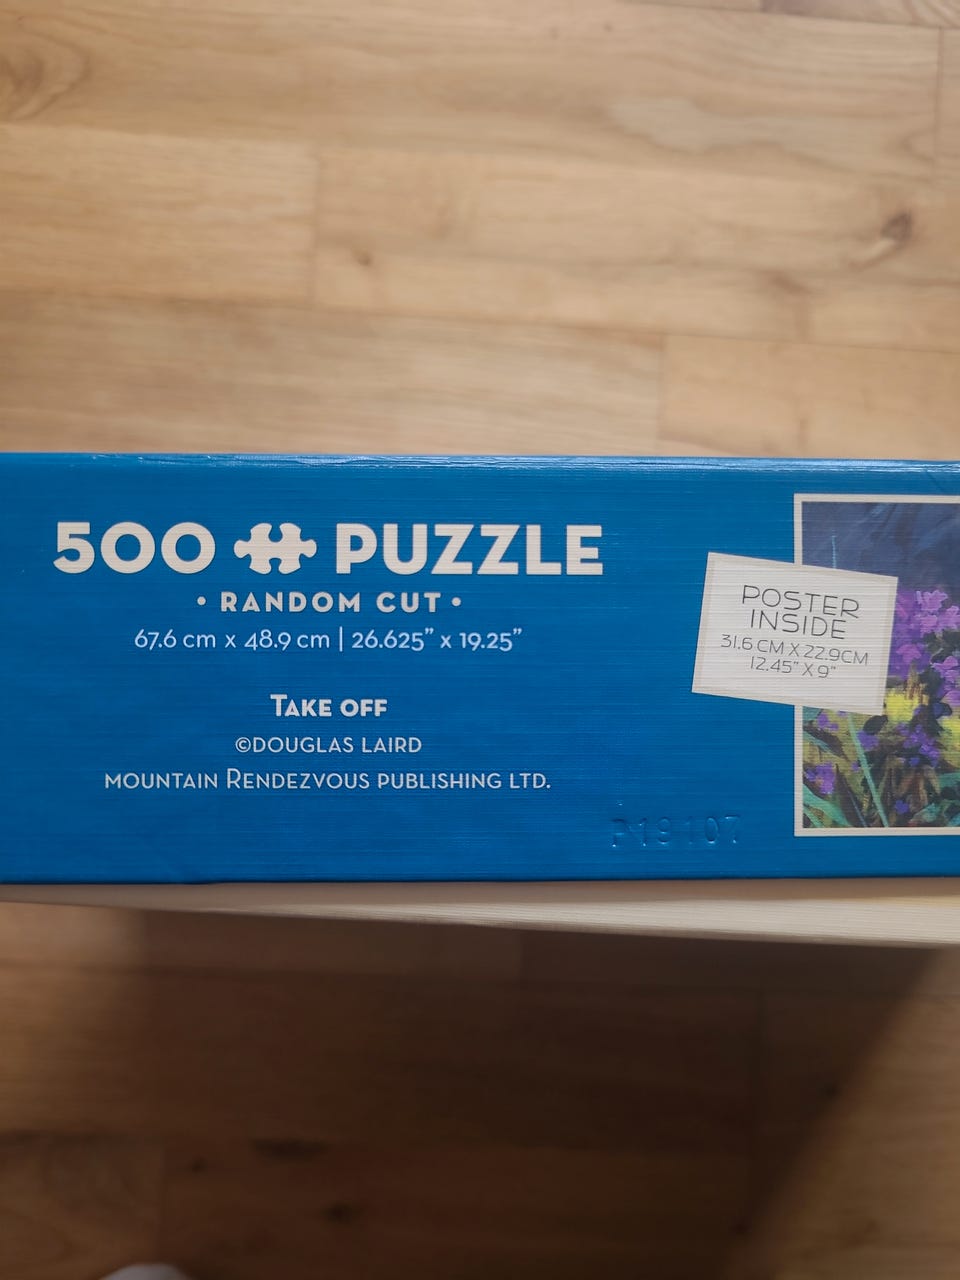 500 PUZZLE
• RANDOM CUT •
67.6 cm x 48.9 cm | 26.625” x 19.25”
TAKE OFF
©DOUGLAS LAIRD
MOUNTAIN RENDEZVOUS PUBLISHING LTD.
P19107
POSTER
INSIDE
31.6 CM X 22.9CM
12.45" X 9"